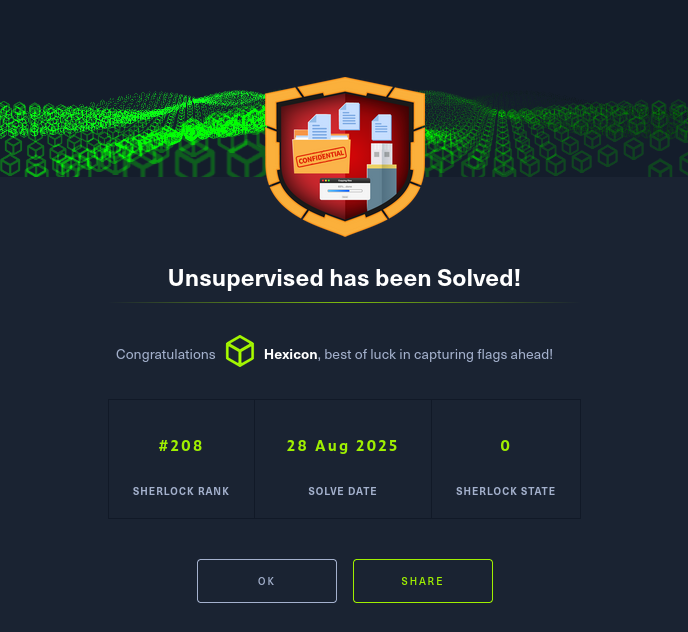 CONFIDENTIAL
Unsupervised has been Solved!
Congratulations Hexicon, best of luck in capturing flags ahead!
#208 28 Aug 2025 0
SHERLOCK RANK SOLVE DATE SHERLOCK STATE
OK SHARE